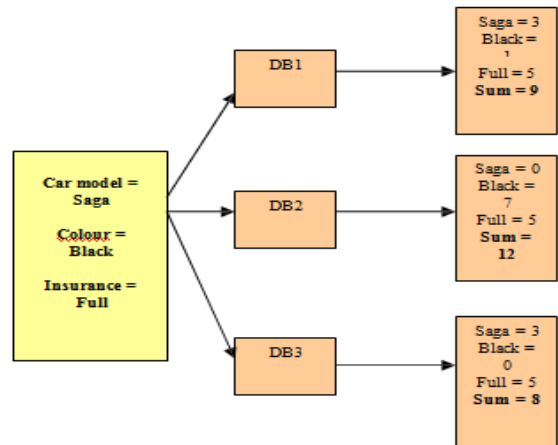 Car model =
Saga
Colour =
Black
Insurance =
Full
DB1
DB2
DB3
Saga = 3
Black =
1
Full = 5
Sum = 9
Saga = 0
Black =
7
Full = 5
Sum =
12
Saga = 3
Black =
0
Full = 5
Sum = 8